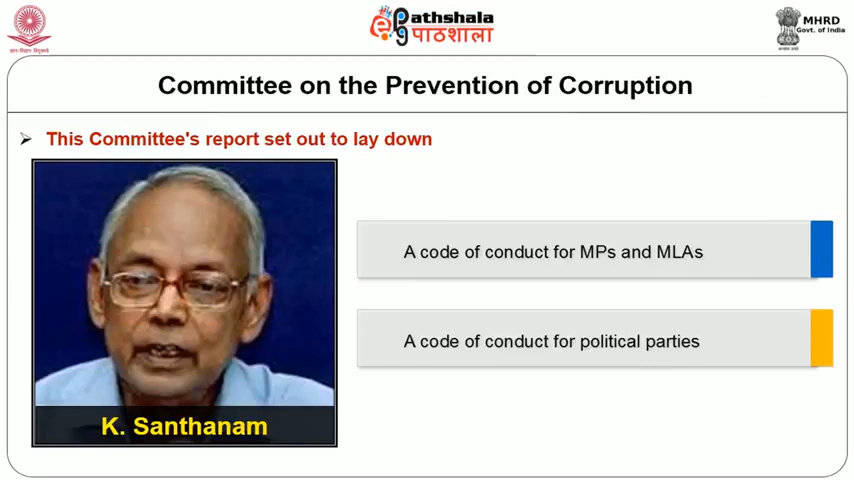 ज्ञान-विज्ञान विमुक्तये
ePathshala
पाठशाला
MHRD
Govt. of India
Committee on the Prevention of Corruption
This Committee's report set out to lay down
A code of conduct for MPs and MLAs
A code of conduct for political parties
K. Santhanam